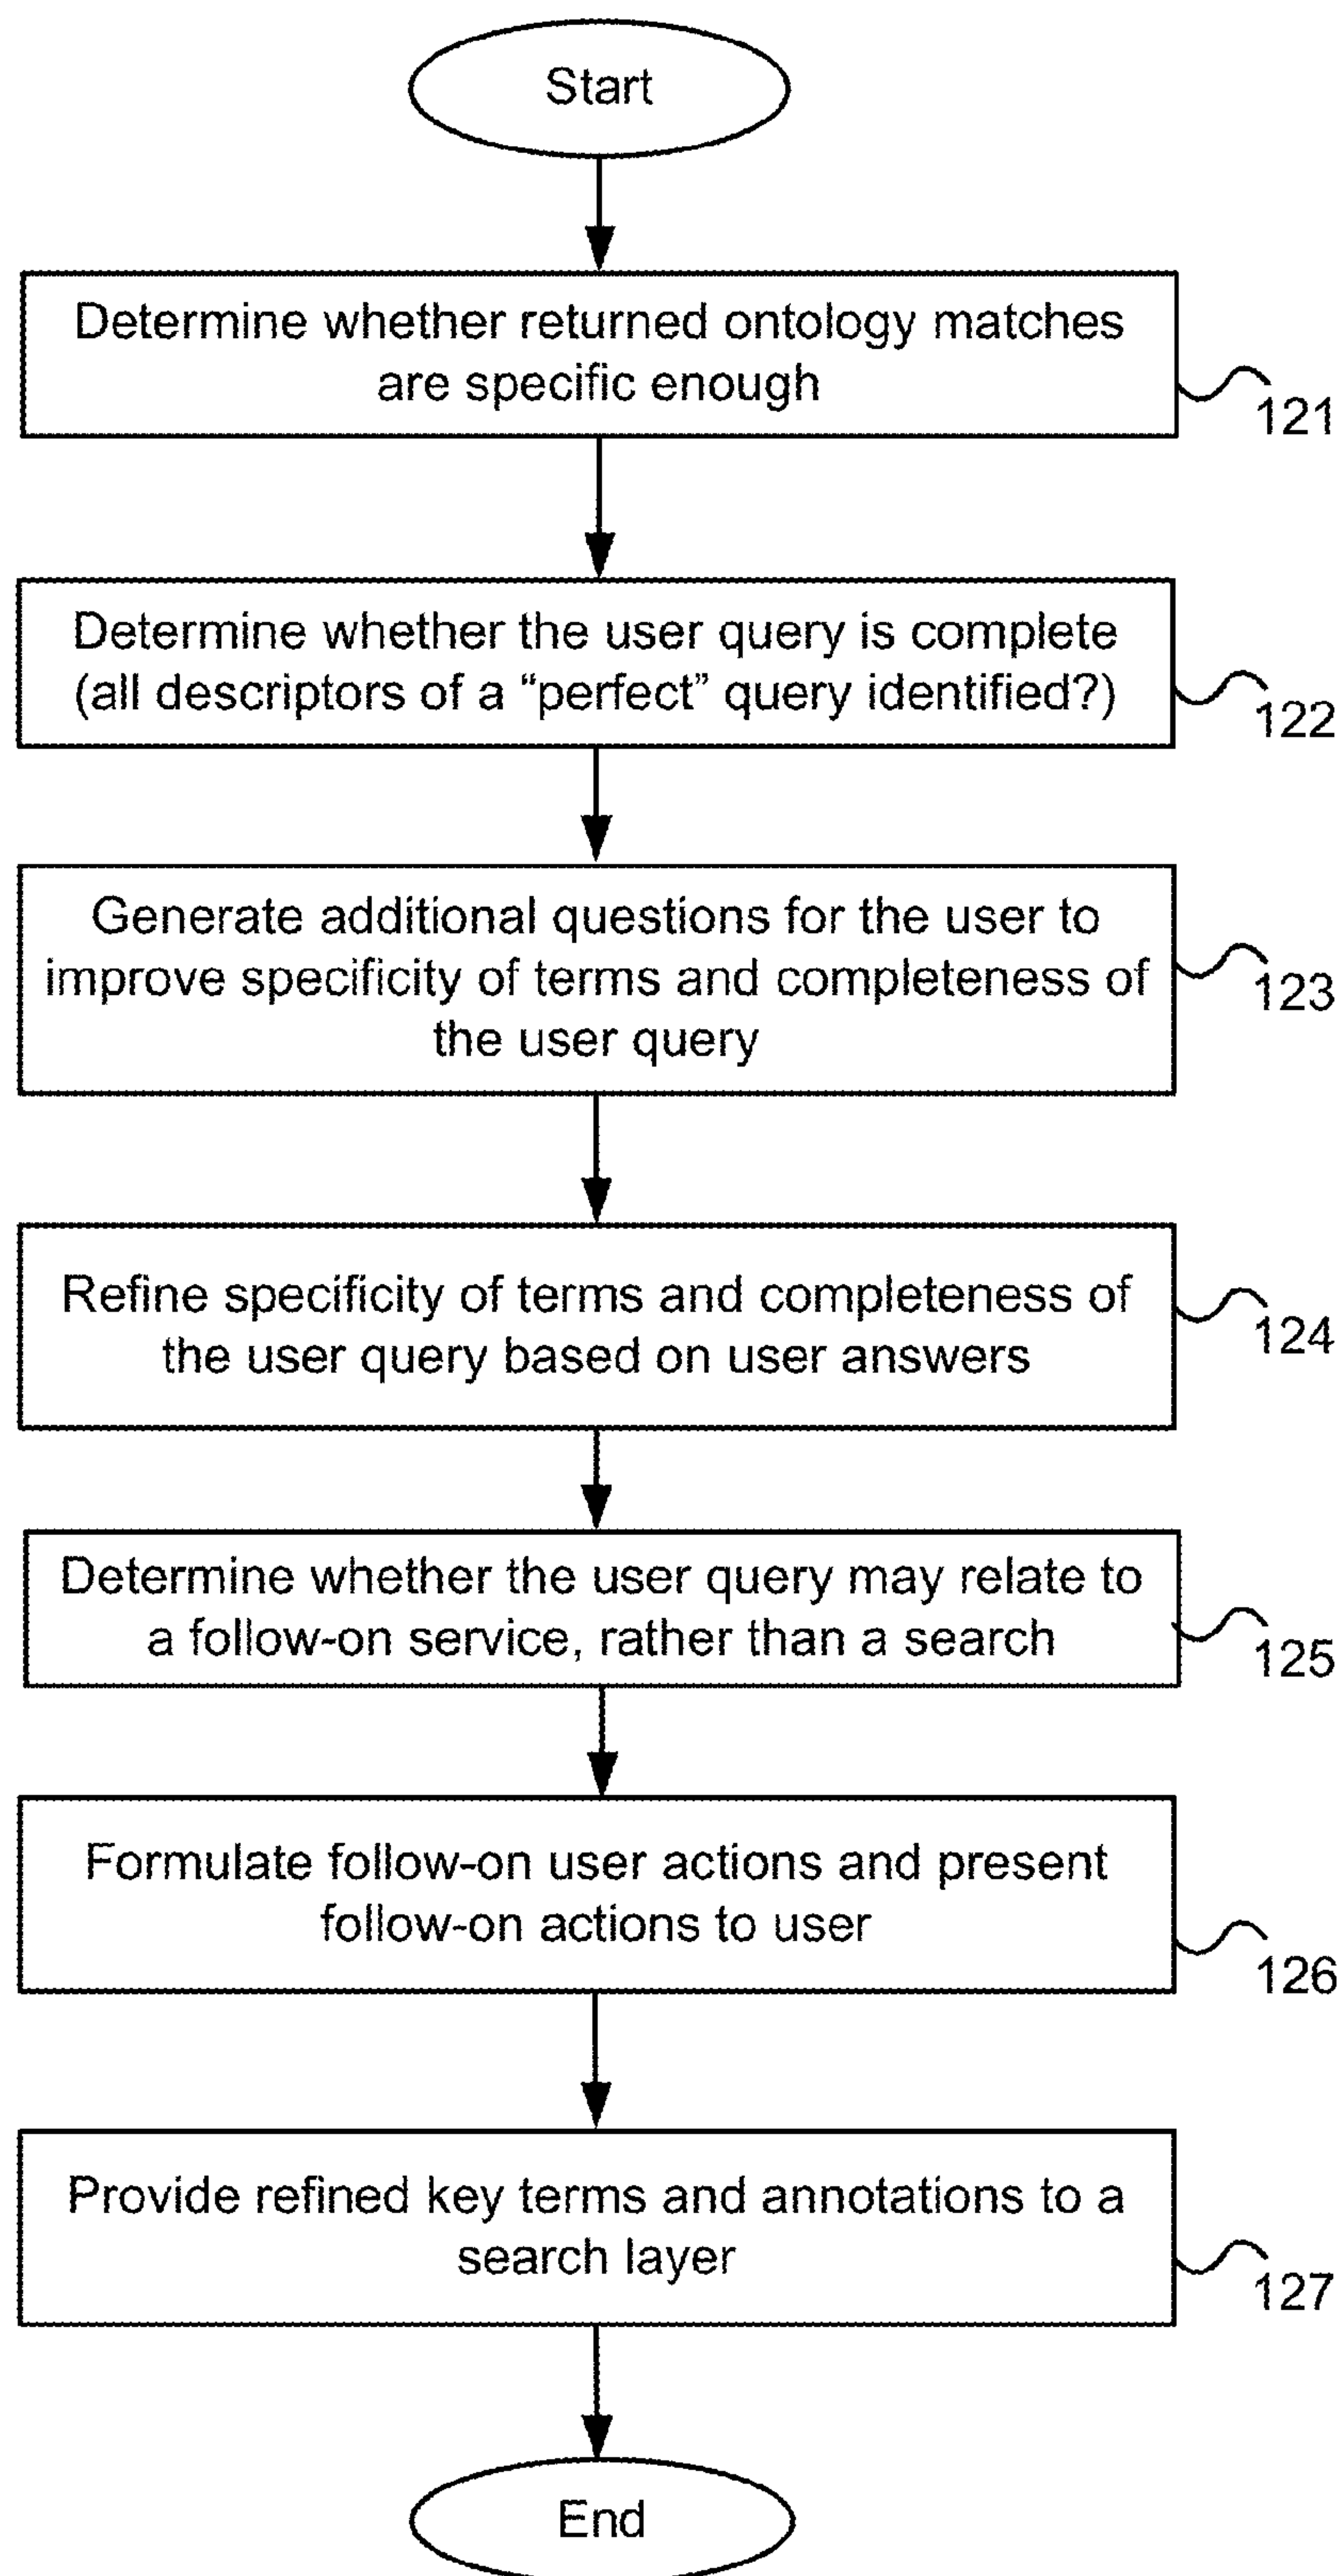 Start
Determine whether returned ontology matches
are specific enough
121
Determine whether the user query is complete
(all descriptors of a “perfect” query identified?)
122
Generate additional questions for the user to
improve specificity of terms and completeness of
the user query
123
Refine specificity of terms and completeness of
the user query based on user answers
124
Determine whether the user query may relate to
a follow-on service, rather than a search
125
Formulate follow-on user actions and present
follow-on actions to user
126
Provide refined key terms and annotations to a
search layer
127
End